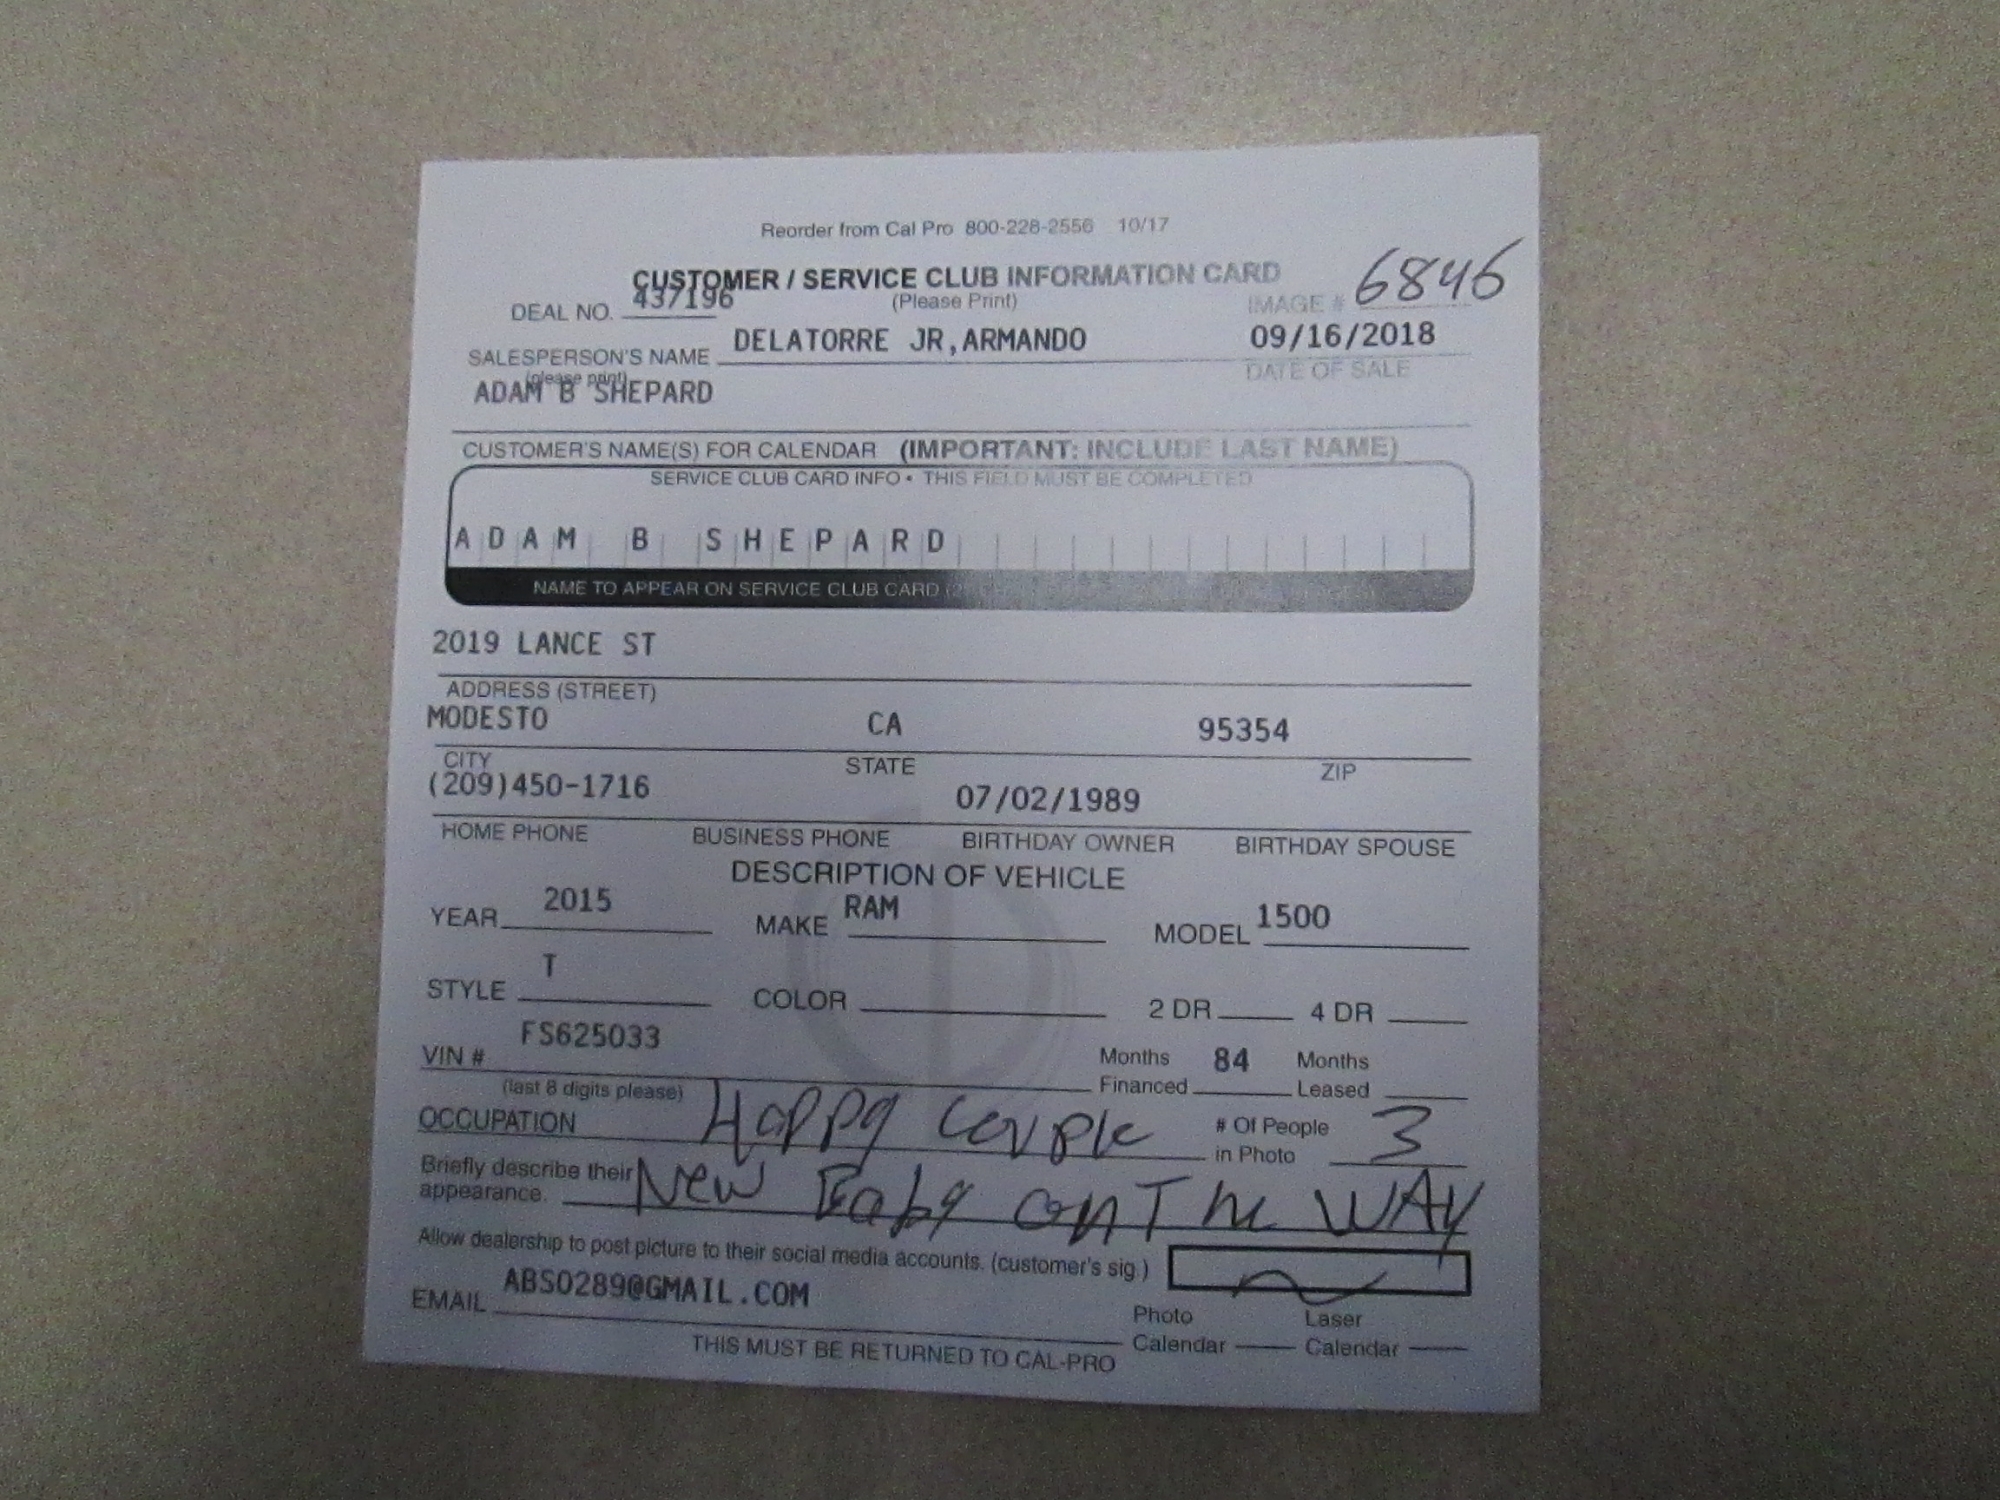 Reorder from Cal Pro 800-228-2556 10/17
CUSTOMER / SERVICE CLUB INFORMATION CARD
(Please Print)
DEAL NO. 437196
IMAGE # 6846
SALESPERSON'S NAME DELATORRE JR,ARMANDO 09/16/2018
(please print) DATE OF SALE
ADAM B SHEPARD
CUSTOMER'S NAME(S) FOR CALENDAR (IMPORTANT: INCLUDE LAST NAME)
SERVICE CLUB CARD INFO • THIS FIELD MUST BE COMPLETED
ADAM B SHEPARD
NAME TO APPEAR ON SERVICE CLUB CARD
2019 LANCE ST
ADDRESS (STREET)
MODESTO CA 95354
CITY STATE ZIP
(209)450-1716 07/02/1989
HOME PHONE BUSINESS PHONE BIRTHDAY OWNER BIRTHDAY SPOUSE
DESCRIPTION OF VEHICLE
YEAR 2015 MAKE RAM MODEL 1500
STYLE T COLOR 2 DR 4 DR
VIN # FS625033 Months Financed 84 Months Leased
(last 8 digits please)
OCCUPATION Happy Couple # Of People in Photo 3
Briefly describe their appearance. New Baby on The WAY
Allow dealership to post picture to their social media accounts. (customer's sig.)
EMAIL ABS0289@GMAIL.COM Photo Calendar Laser Calendar
THIS MUST BE RETURNED TO CAL-PRO